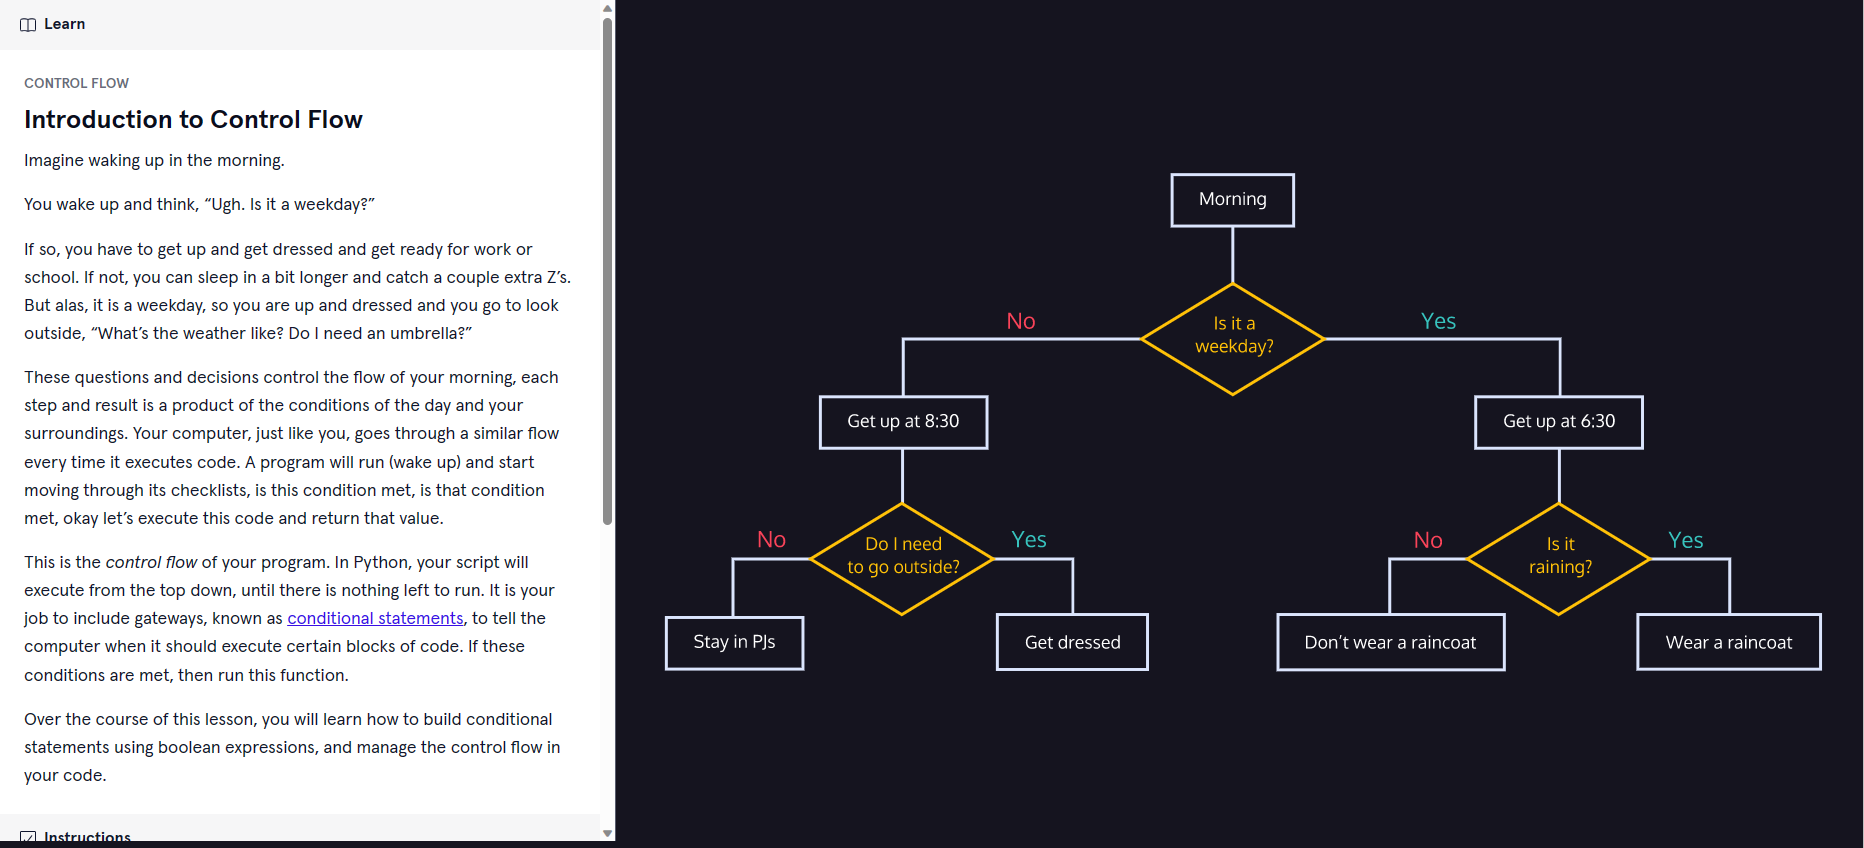 Learn
CONTROL FLOW
Introduction to Control Flow
Imagine waking up in the morning.
You wake up and think, “Ugh. Is it a weekday?”
If so, you have to get up and get dressed and get ready for work or
school. If not, you can sleep in a bit longer and catch a couple extra Z’s.
But alas, it is a weekday, so you are up and dressed and you go to look
outside, “What’s the weather like? Do I need an umbrella?”
These questions and decisions control the flow of your morning, each
step and result is a product of the conditions of the day and your
surroundings. Your computer, just like you, goes through a similar flow
every time it executes code. A program will run (wake up) and start
moving through its checklists, is this condition met, is that condition
met, okay let’s execute this code and return that value.
This is the control flow of your program. In Python, your script will
execute from the top down, until there is nothing left to run. It is your
job to include gateways, known as conditional statements, to tell the
computer when it should execute certain blocks of code. If these
conditions are met, then run this function.
Over the course of this lesson, you will learn how to build conditional
statements using boolean expressions, and manage the control flow in
your code.
Instructions
Morning
Is it a
weekday?
No
Yes
Get up at 8:30
Get up at 6:30
Do I need
to go outside?
No
Yes
Is it
raining?
No
Yes
Stay in PJs
Get dressed
Don’t wear a raincoat
Wear a raincoat